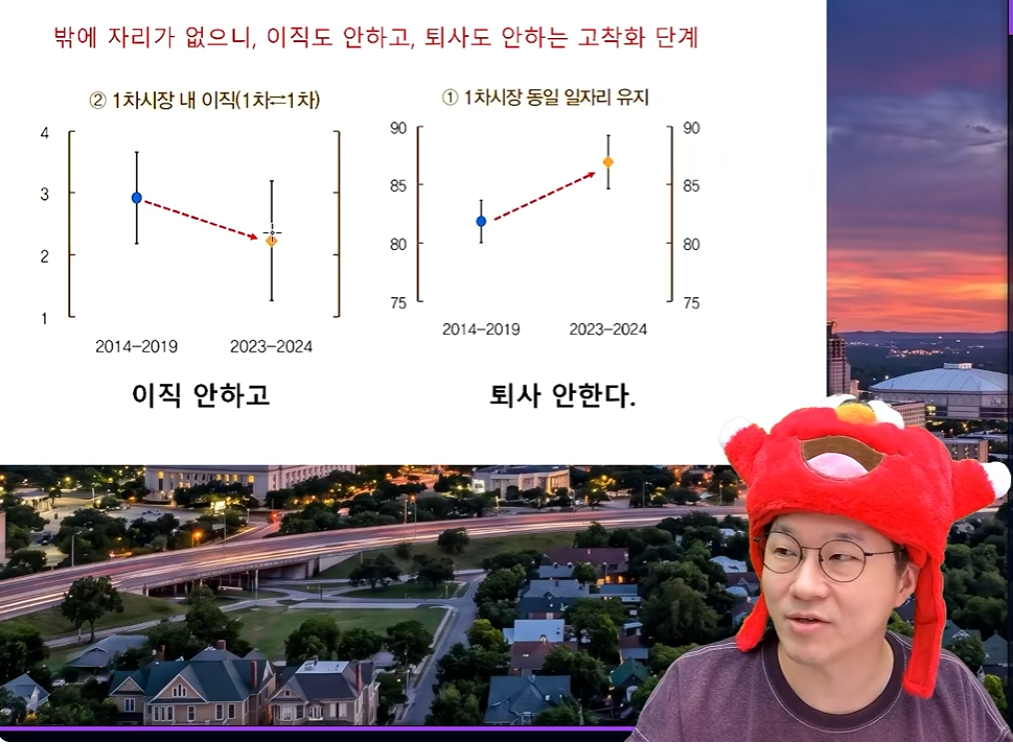 밖에 자리가 없으니, 이직도 안하고, 퇴사도 안하는 고착화 단계
② 1차시장 내 이직(1차⇌1차)
4
3
2
1
2014–2019 2023–2024
이직 안하고
① 1차시장 동일 일자리 유지
90 90
85 85
80 80
75 75
2014–2019 2023–2024
퇴사 안한다.